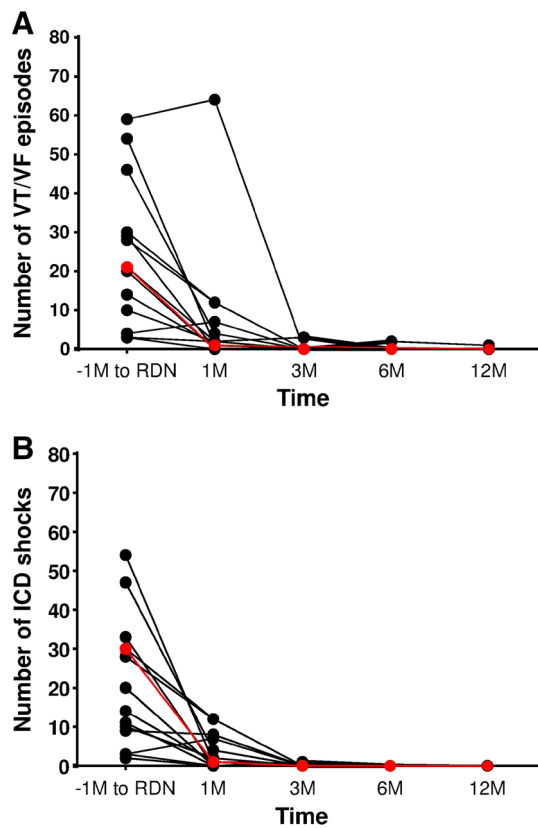 A
Number of VT/VF episodes
80
70
60
50
40
30
20
10
0
-1M to RDN 1M 3M 6M 12M
Time
B
Number of ICD shocks
80
70
60
50
40
30
20
10
0
-1M to RDN 1M 3M 6M 12M
Time